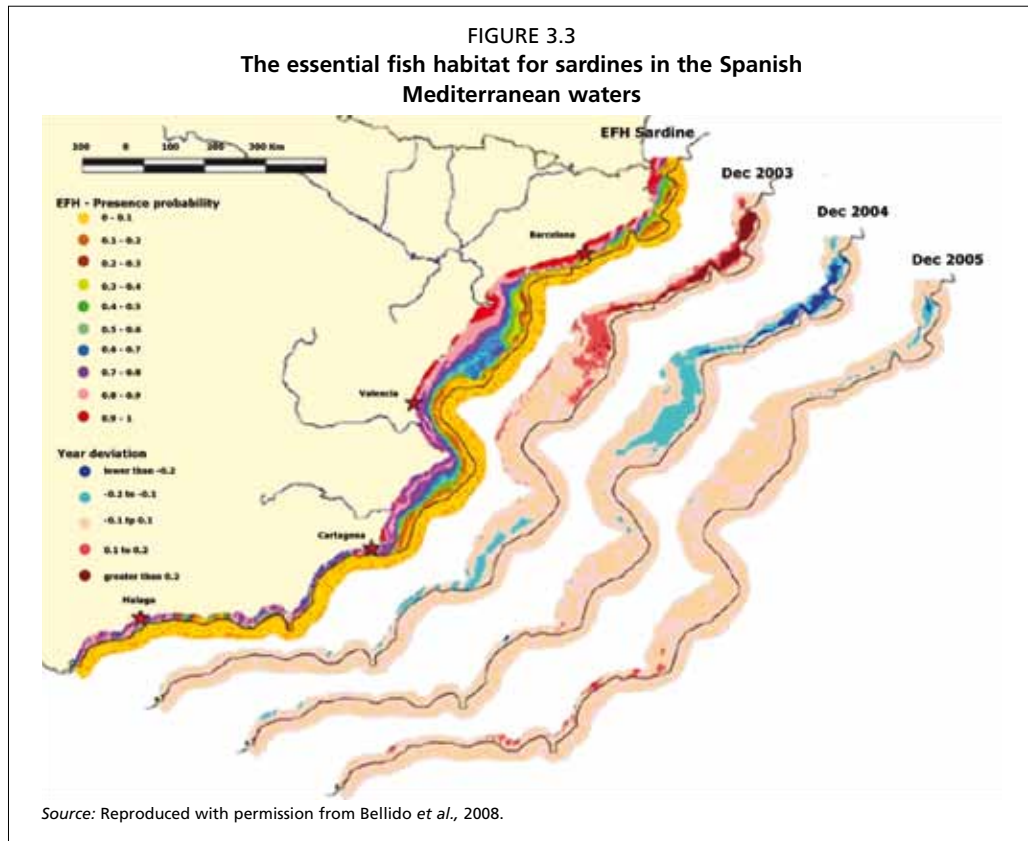 FIGURE 3.3
The essential fish habitat for sardines in the Spanish
Mediterranean waters
EFH Sardine
100 0 100 200 300 Km
Dec 2003
Dec 2004
Dec 2005
EFH - Presence probability
0 - 0.1
0.1 - 0.2
0.2 - 0.3
0.3 - 0.4
0.4 - 0.5
0.5 - 0.6
0.6 - 0.7
0.7 - 0.8
0.8 - 0.9
0.9 - 1
Barcelona
Valencia
Cartagena
Malaga
Year deviation
lower than -0.2
-0.2 to -0.1
-0.1 tp 0.1
0.1 to 0.2
greater than 0.2
Source: Reproduced with permission from Bellido et al., 2008.